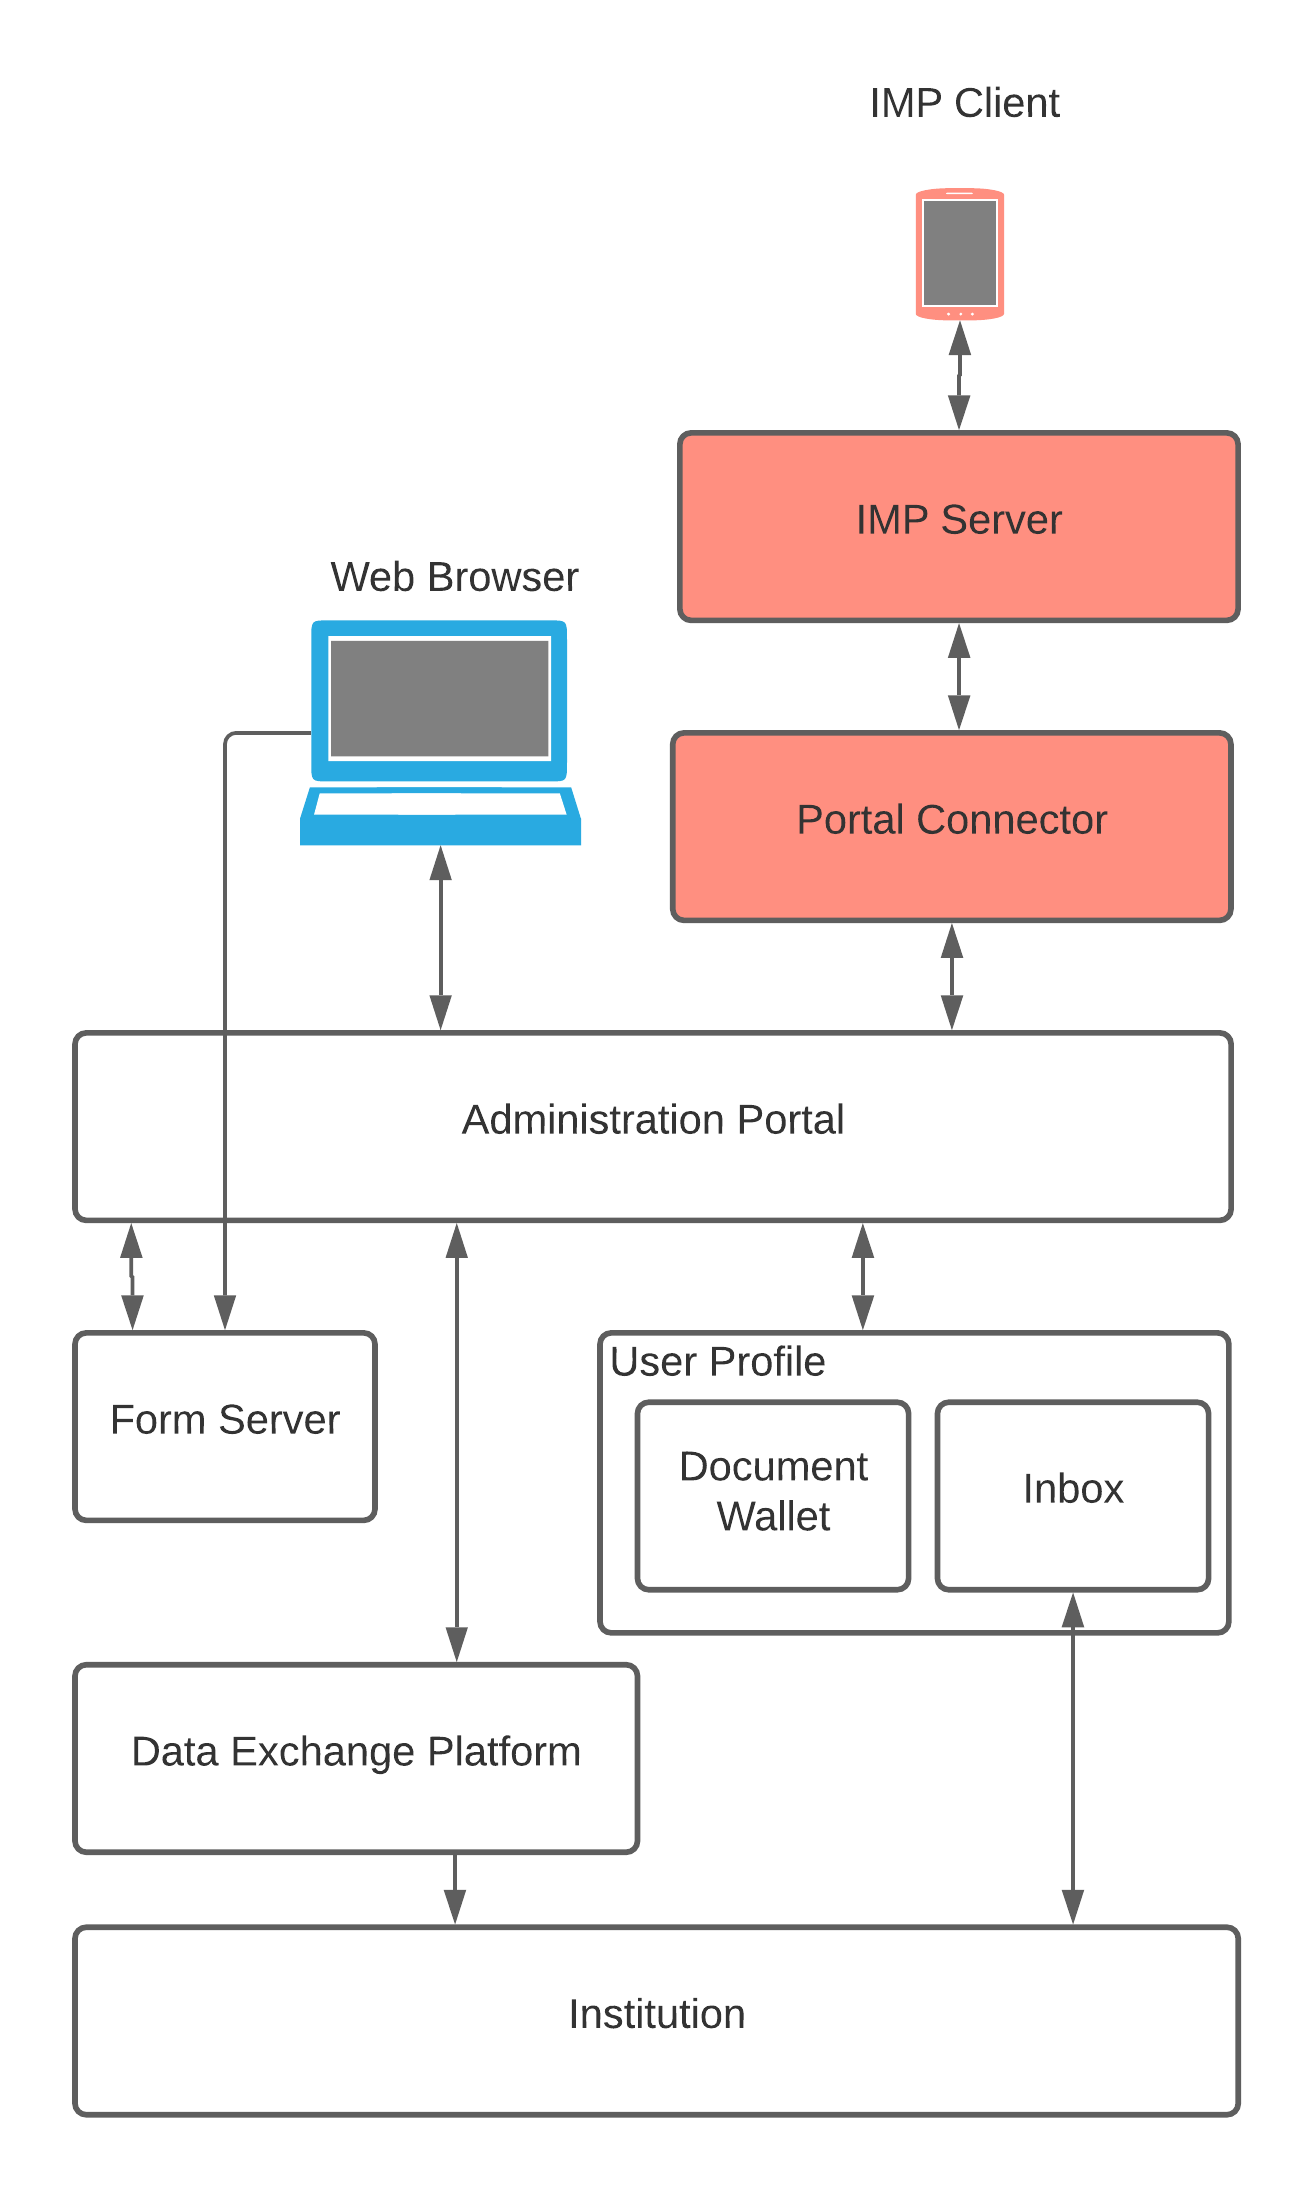 IMP Client
IMP Server
Web Browser
Portal Connector
Administration Portal
User Profile
Form Server
Document
Wallet
Inbox
Data Exchange Platform
Institution